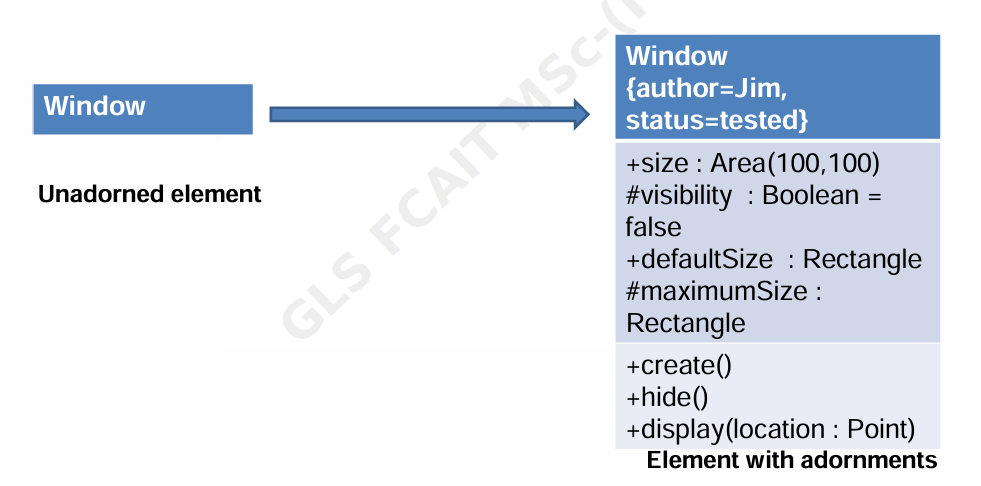 Window
Unadorned element
Window
{author=Jim,
status=tested}
+size : Area(100,100)
#visibility : Boolean =
false
+defaultSize : Rectangle
#maximumSize :
Rectangle
+create()
+hide()
+display(location : Point)
Element with adornments
GLS FCAIT MSc-(